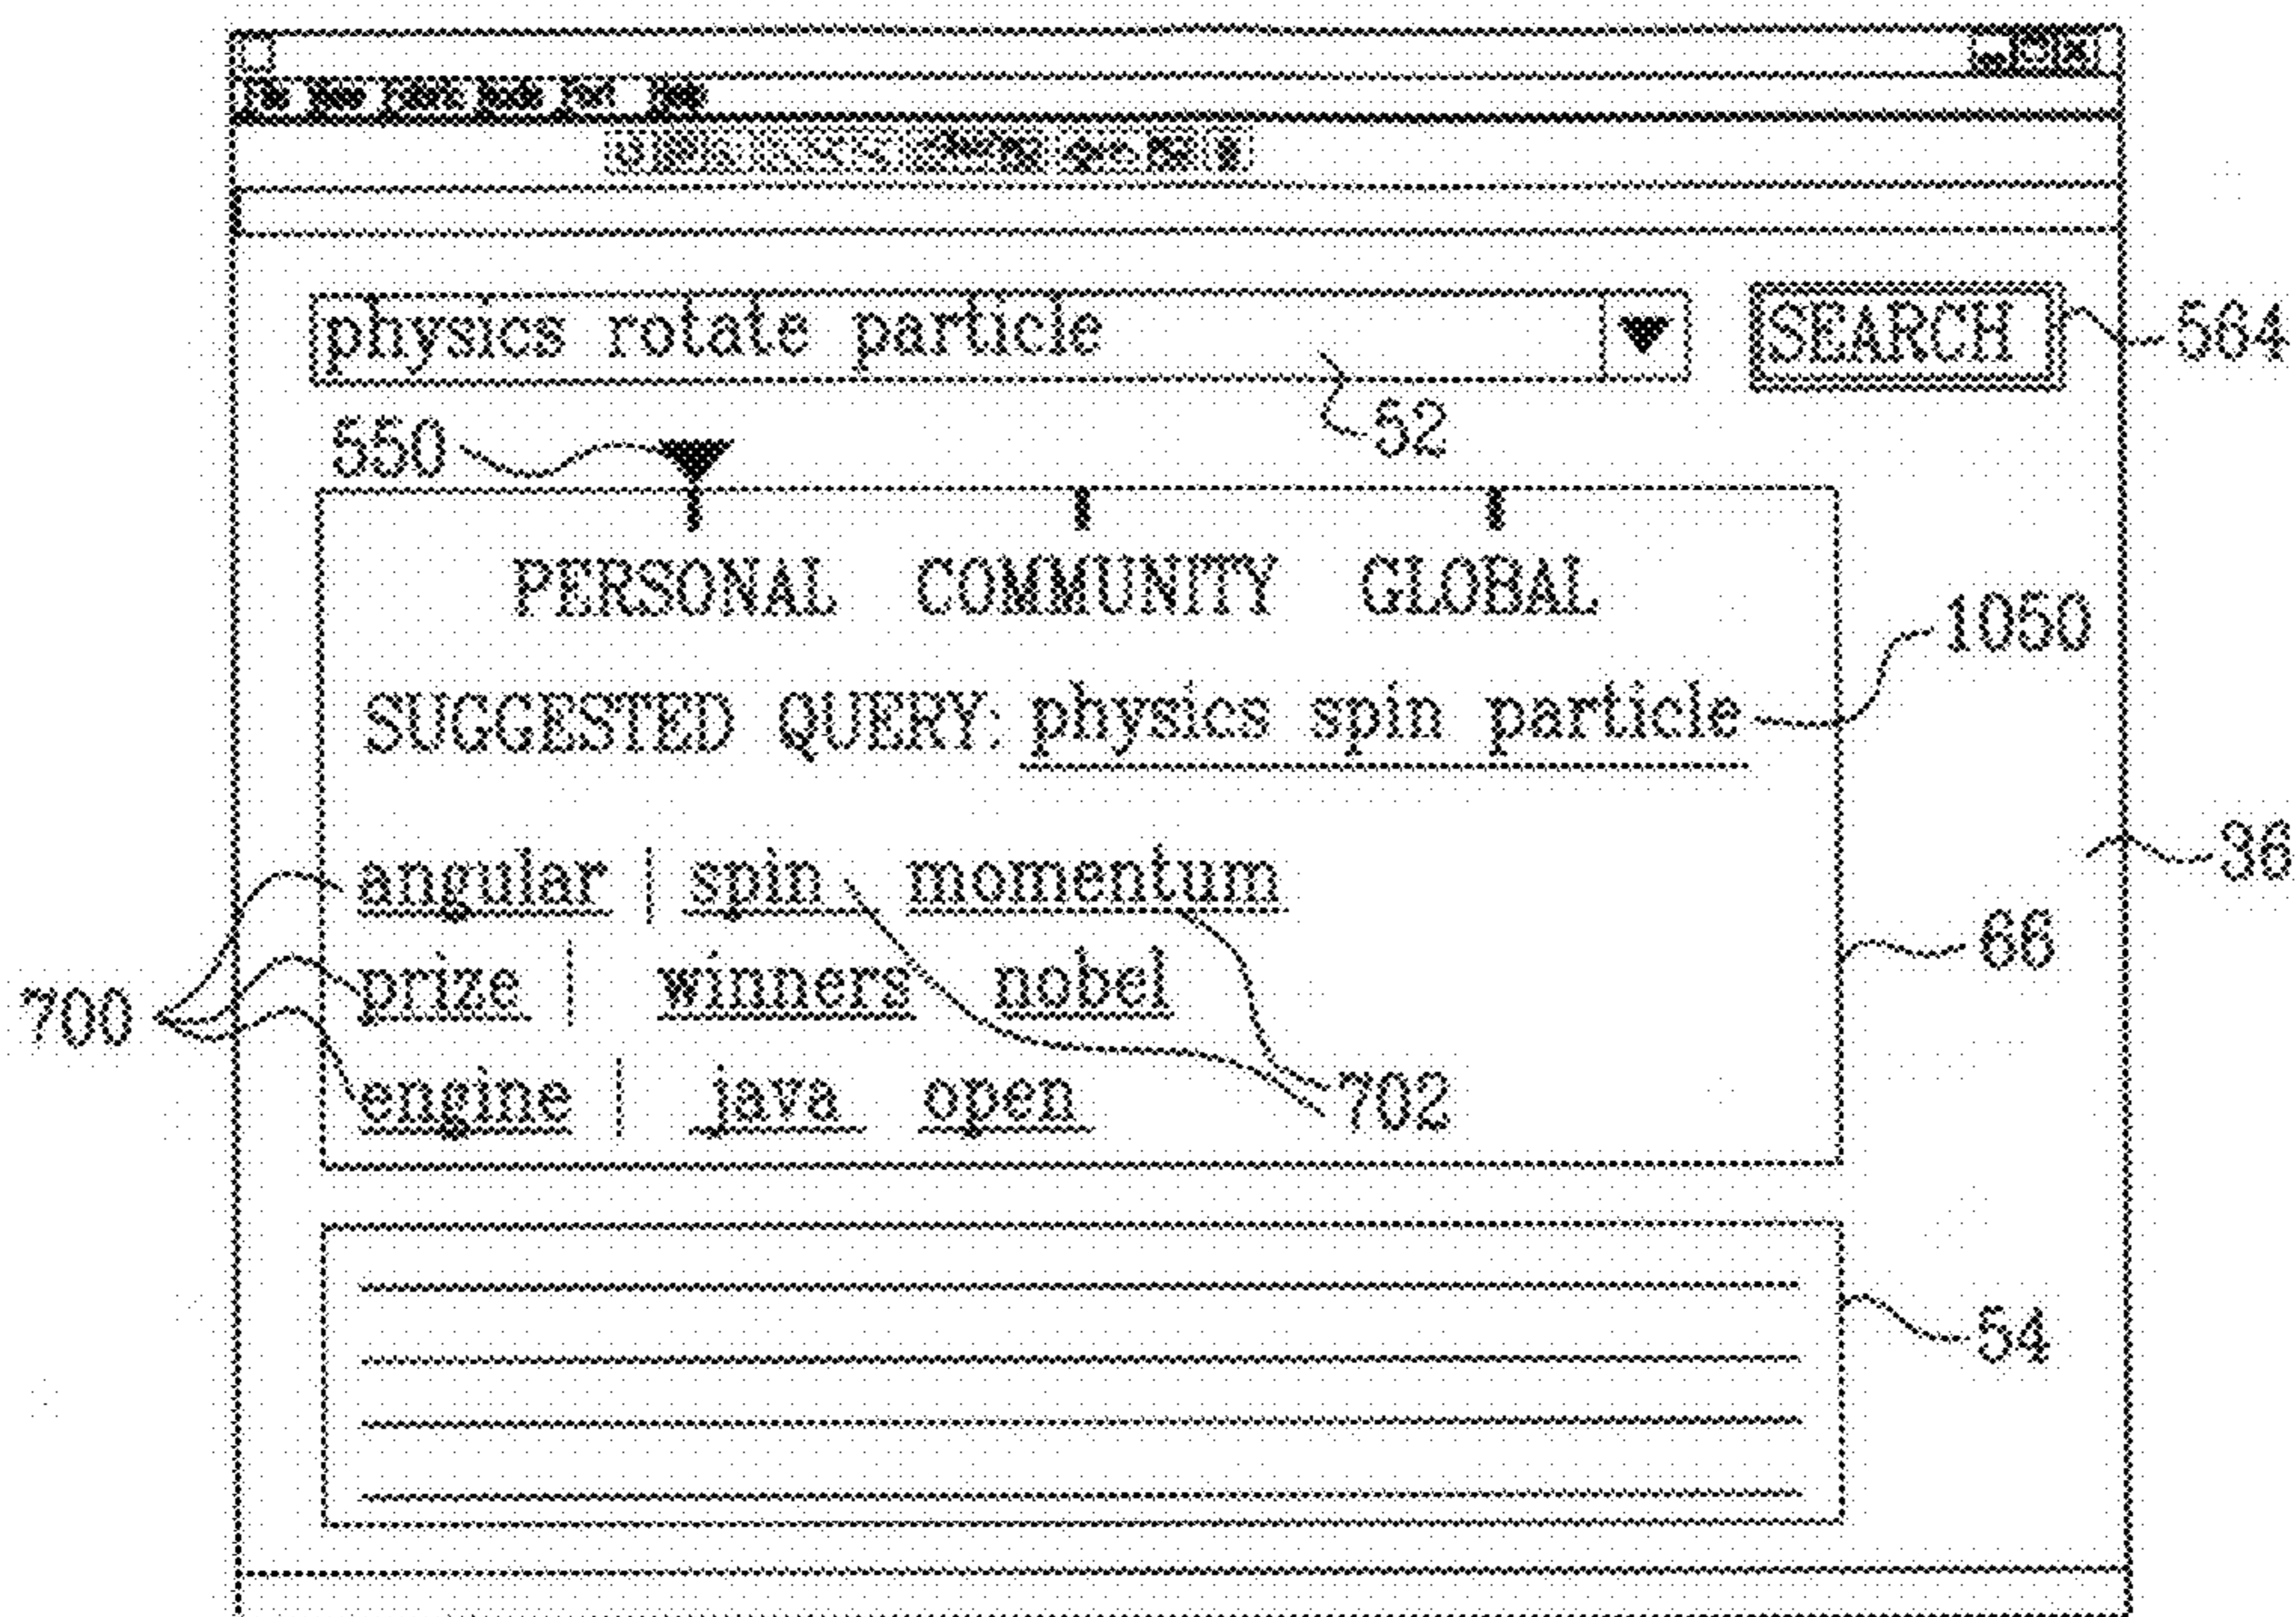 physics rotate particle SEARCH 564
550 52
PERSONAL COMMUNITY GLOBAL
1050
SUGGESTED QUERY: physics spin particle
36
angular | spin momentum
66
prize | winners nobel
700
engine | java open 702
54